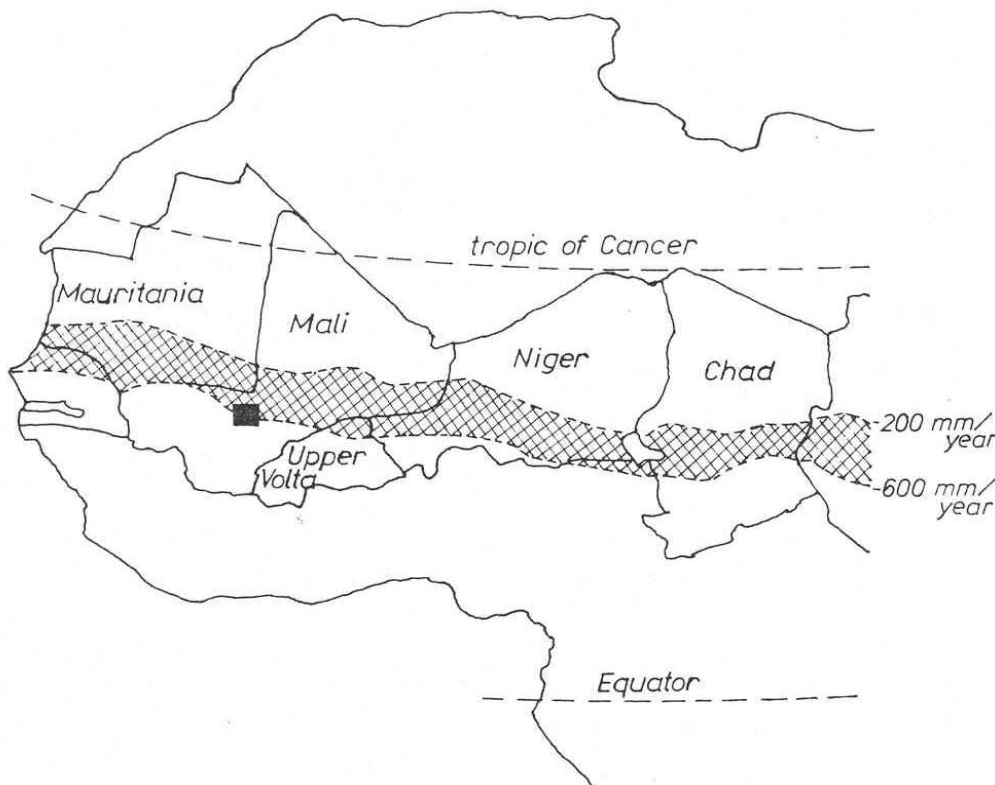 tropic of Cancer
Mauritania
Mali
Niger
Chad
-200 mm/
year
Upper
Volta
-600 mm/
year
Equator